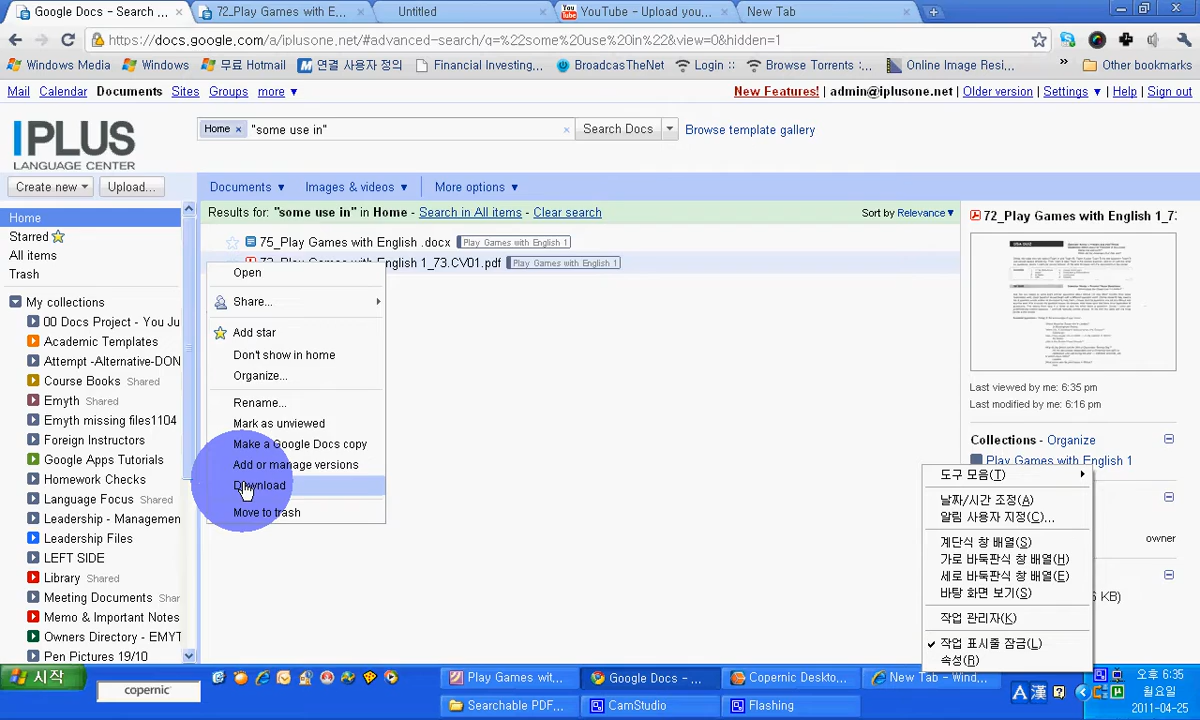 Google Docs - Search ...
72_Play Games with E...
Untitled
YouTube - Upload you...
New Tab
https://docs.google.com/a/iplusone.net/#advanced-search/q=%22some%20use%20in%22&view=0&hidden=1
Windows Media
Windows
무료 Hotmail
연결 사용자 정의
Financial Investing...
BroadcasTheNet
Login ::
Browse Torrents :...
Online Image Resi...
»
Other bookmarks
Mail Calendar Documents Sites Groups more ▼
New Features! | admin@iplusone.net | Older version | Settings ▼ | Help | Sign out
IPLUS
LANGUAGE CENTER
Home × "some use in" ×
Search Docs
Browse template gallery
Create new ▾
Upload...
Documents ▼ Images & videos ▼ More options ▼
Results for: "some use in" in Home - Search in All items - Clear search
Sort by Relevance▼
75_Play Games with English .docx Play Games with English 1
72_Play Games with English 1_73.CV01.pdf Play Games with English 1
Home
Starred
All items
Trash
My collections
00 Docs Project - You Ju
Academic Templates
Attempt -Alternative-DON
Course Books Shared
Emyth Shared
Emyth missing files1104
Foreign Instructors
Google Apps Tutorials
Homework Checks
Language Focus Shared
Leadership - Managemen
Leadership Files
LEFT SIDE
Library Shared
Meeting Documents Shar
Memo & Important Notes
Owners Directory - EMYT
Pen Pictures 19/10
Open
Share...
Add star
Don't show in home
Organize...
Rename...
Mark as unviewed
Make a Google Docs copy
Add or manage versions
Download
Move to trash
72_Play Games with English 1_7
Last viewed by me: 6:35 pm
Last modified by me: 6:16 pm
Collections - Organize
Play Games with English 1
owner
KB)
도구 모음(T)
날짜/시간 조정(A)
알림 사용자 지정(C)...
계단식 창 배열(S)
가로 바둑판식 창 배열(H)
세로 바둑판식 창 배열(E)
바탕 화면 보기(S)
작업 관리자(K)
✓ 작업 표시줄 잠금(L)
속성(R)
시작
copernic
Play Games wit...
Google Docs - ...
Copernic Deskto...
New Tab - Wind...
Searchable PDF...
CamStudio
Flashing
A 漢
오후 6:35
월요일
2011-04-25